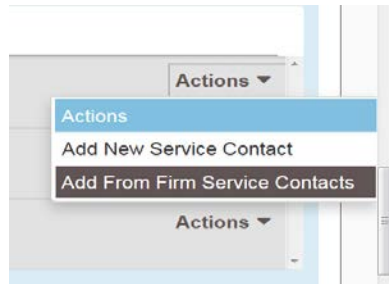 Actions
Actions
Add New Service Contact
Add From Firm Service Contacts
Actions